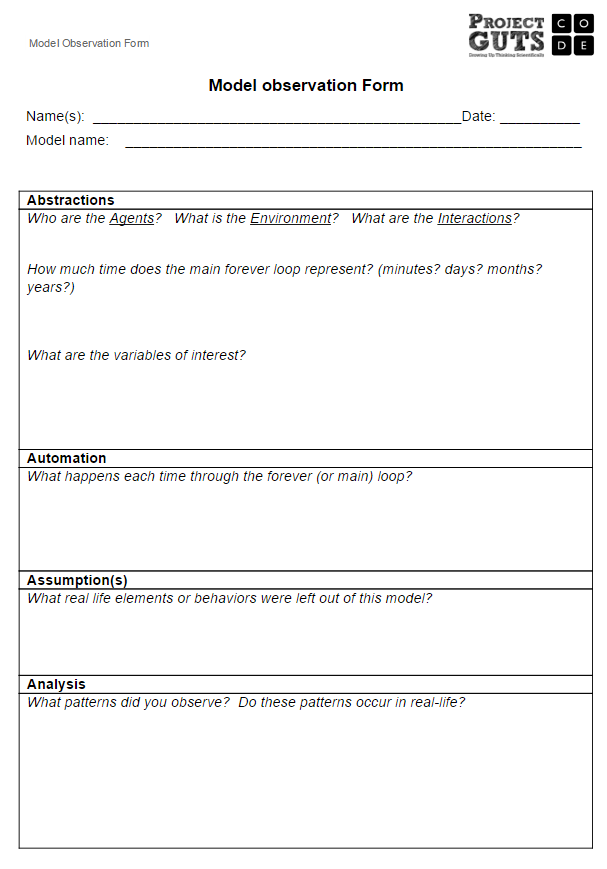 Model Observation Form
PROJECT
GUTS
Growing Up Thinking Scientifically
C O
D E
Model observation Form
Name(s): ______________________________________________Date: __________
Model name: _________________________________________________________
Abstractions
Who are the Agents? What is the Environment? What are the Interactions?
How much time does the main forever loop represent? (minutes? days? months?
years?)
What are the variables of interest?
Automation
What happens each time through the forever (or main) loop?
Assumption(s)
What real life elements or behaviors were left out of this model?
Analysis
What patterns did you observe? Do these patterns occur in real-life?